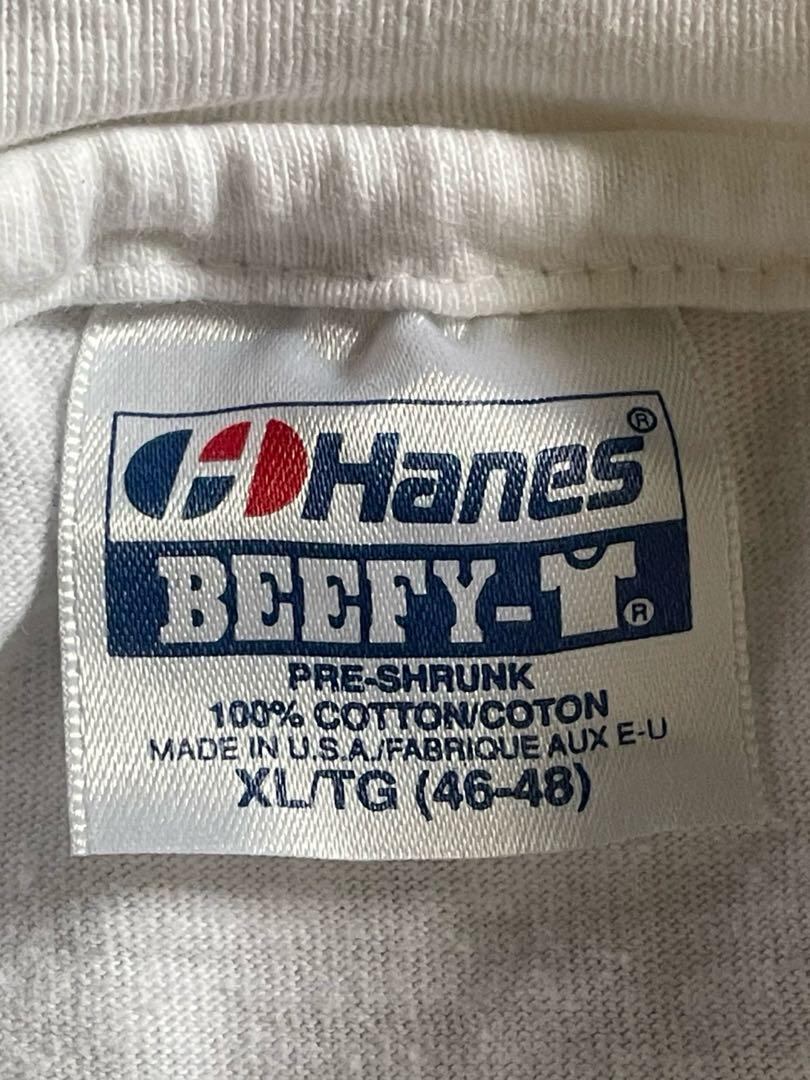 Hanes®
BEEFY-T®
PRE-SHRUNK
100% COTTON/COTON
MADE IN U.S.A./FABRIQUE AUX E-U
XL/TG (46-48)